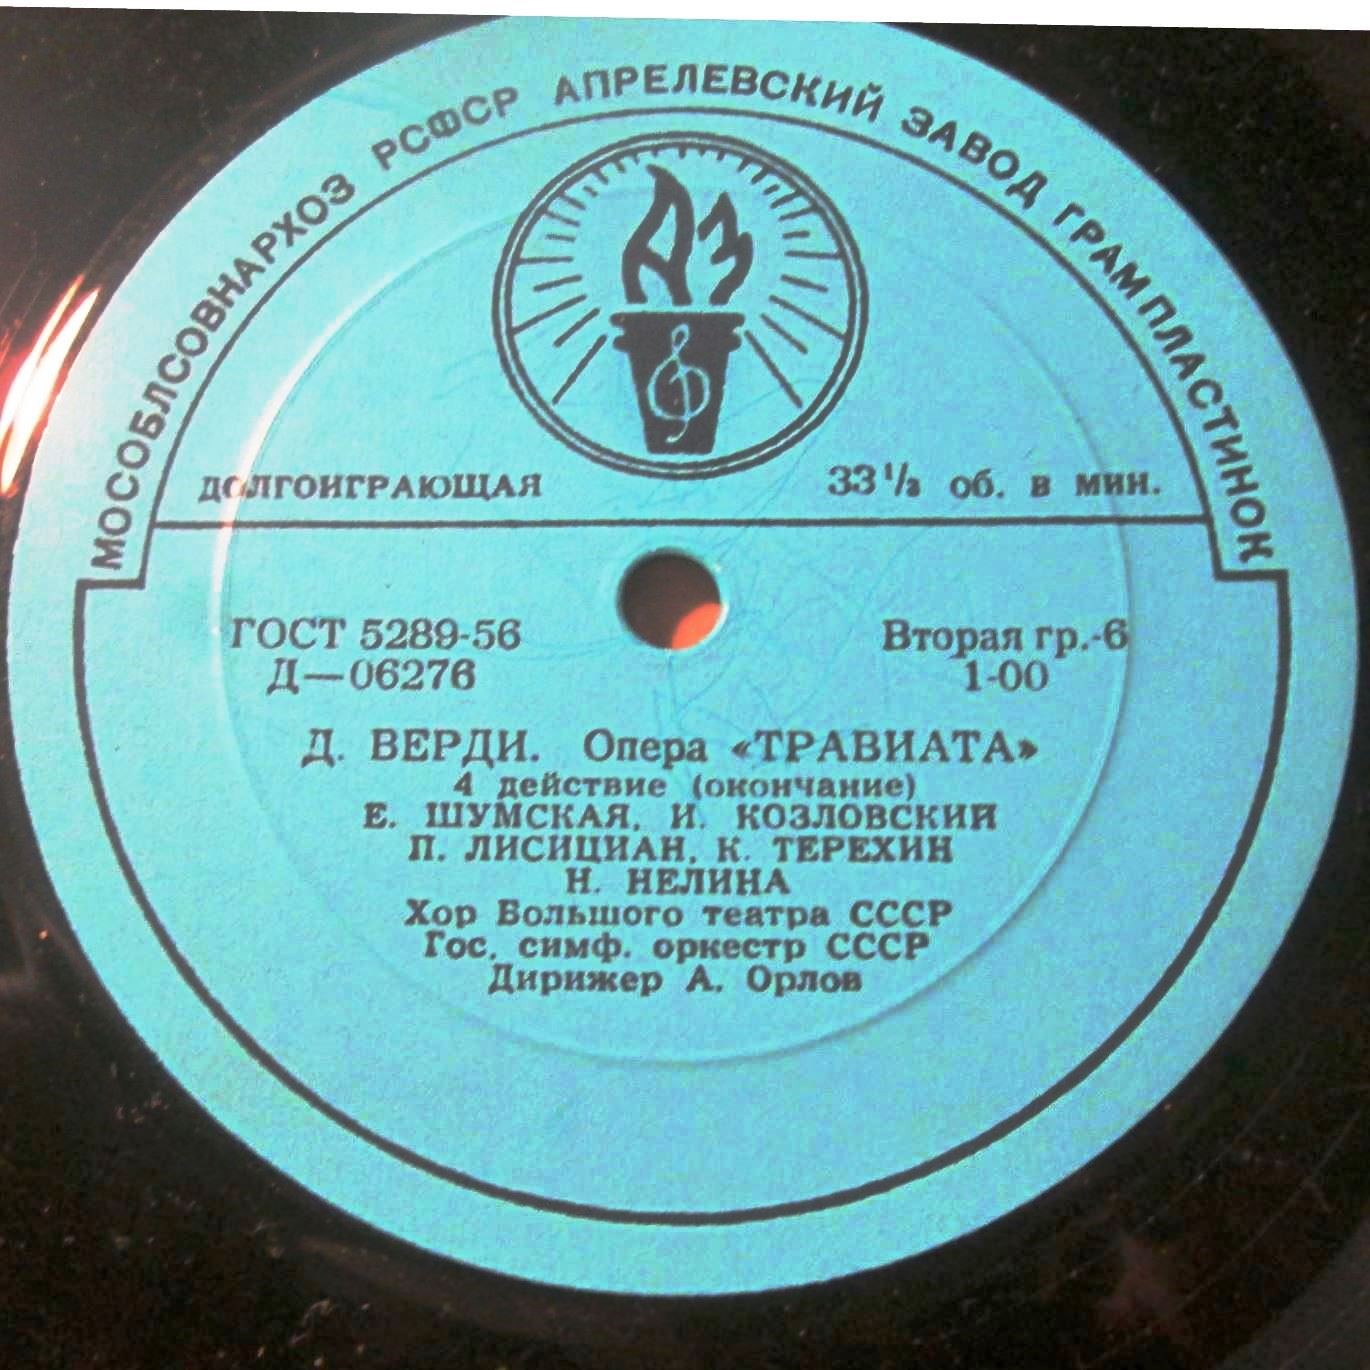 МОСОБЛСОВНАРХОЗ РСФСР АПРЕЛЕВСКИЙ ЗАВОД ГРАМПЛАСТИНОК
АЗ
ДОЛГОИГРАЮЩАЯ 33 1/3 об. в мин.
ГОСТ 5289-56 Вторая гр.-6
Д—06276 1-00
Д. ВЕРДИ. Опера «ТРАВИАТА»
4 действие (окончание)
Е. ШУМСКАЯ, И. КОЗЛОВСКИЙ
П. ЛИСИЦИАН, К. ТЕРЕХИН
Н. НЕЛИНА
Хор Большого театра СССР
Гос. симф. оркестр СССР
Дирижер А. Орлов